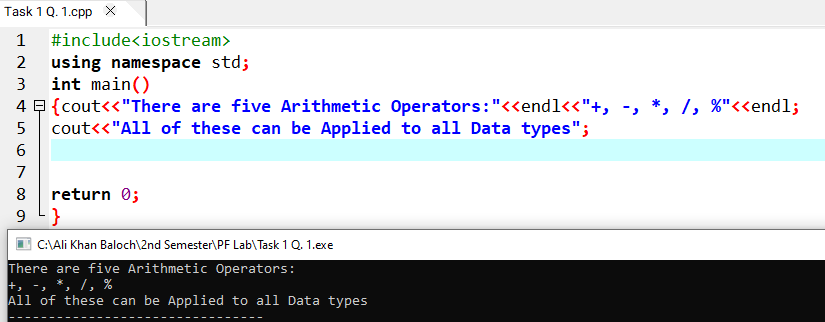 Task 1 Q. 1.cpp
1 #include<iostream>
2 using namespace std;
3 int main()
4 {cout<<"There are five Arithmetic Operators:"<<endl<<"+, -, *, /, %"<<endl;
5 cout<<"All of these can be Applied to all Data types";
6
7
8 return 0;
9 }
C:\Ali Khan Baloch\2nd Semester\PF Lab\Task 1 Q. 1.exe
There are five Arithmetic Operators:
+, -, *, /, %
All of these can be Applied to all Data types
--------------------------------